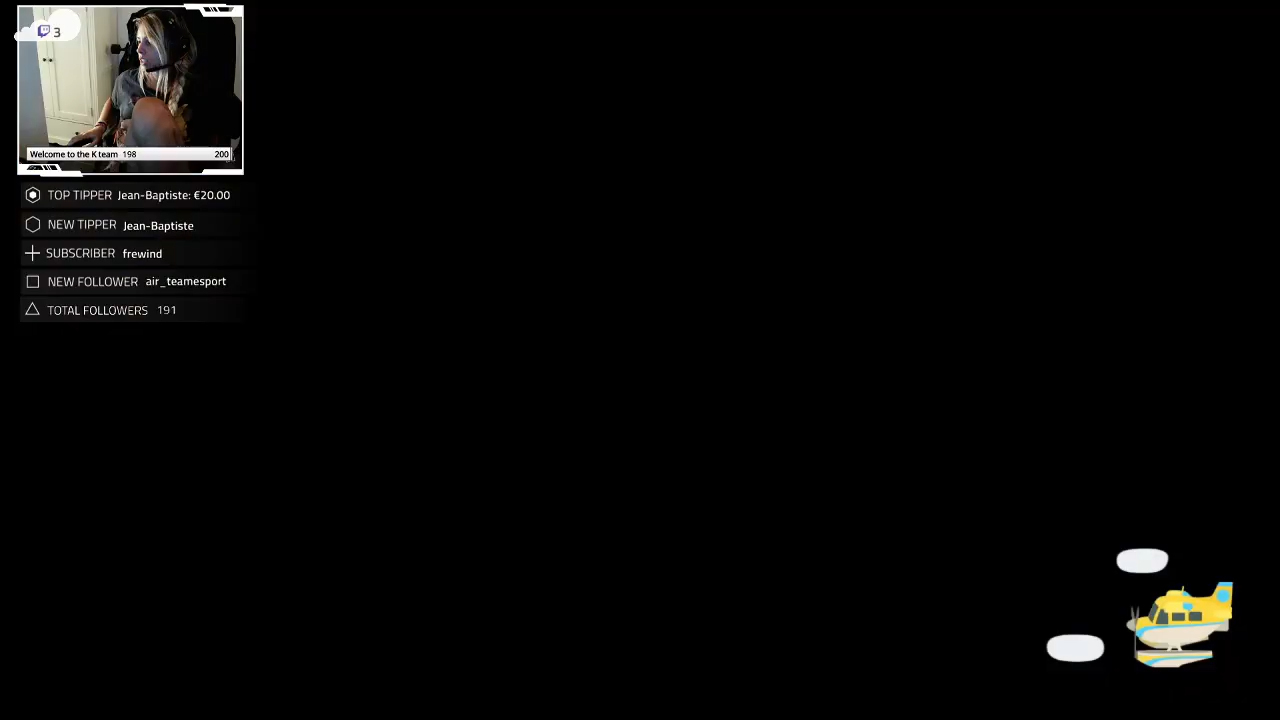 3
Welcome to the K team 198 200
TOP TIPPER Jean-Baptiste: €20.00
NEW TIPPER Jean-Baptiste
SUBSCRIBER frewind
NEW FOLLOWER air_teamesport
TOTAL FOLLOWERS 191